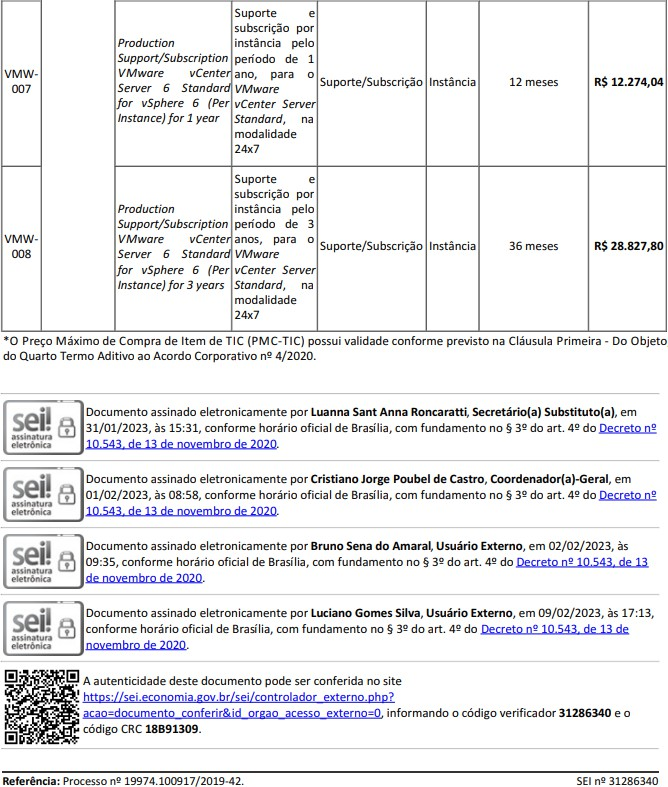 VMW-
007
Production
Support/Subscription
VMware vCenter
Server 6 Standard
for vSphere 6 (Per
Instance) for 1 year
Suporte e
subscrição por
instância pelo
período de 1
ano, para o
VMware
vCenter Server
Standard, na
modalidade
24x7
Suporte/Subscrição
Instância
12 meses
R$ 12.274,04
VMW-
008
Production
Support/Subscription
VMware vCenter
Server 6 Standard
for vSphere 6 (Per
Instance) for 3 years
Suporte e
subscrição por
instância pelo
período de 3
anos, para o
VMware
vCenter Server
Standard, na
modalidade
24x7
Suporte/Subscrição
Instância
36 meses
R$ 28.827,80
*O Preço Máximo de Compra de Item de TIC (PMC-TIC) possui validade conforme previsto na Cláusula Primeira - Do Objeto
do Quarto Termo Aditivo ao Acordo Corporativo nº 4/2020.
sei!
assinatura
eletrônica
Documento assinado eletronicamente por Luanna Sant Anna Roncaratti, Secretário(a) Substituto(a), em
31/01/2023, às 15:31, conforme horário oficial de Brasília, com fundamento no § 3º do art. 4º do Decreto nº
10.543, de 13 de novembro de 2020.
sei!
assinatura
eletrônica
Documento assinado eletronicamente por Cristiano Jorge Poubel de Castro, Coordenador(a)-Geral, em
01/02/2023, às 08:58, conforme horário oficial de Brasília, com fundamento no § 3º do art. 4º do Decreto nº
10.543, de 13 de novembro de 2020.
sei!
assinatura
eletrônica
Documento assinado eletronicamente por Bruno Sena do Amaral, Usuário Externo, em 02/02/2023, às
09:35, conforme horário oficial de Brasília, com fundamento no § 3º do art. 4º do Decreto nº 10.543, de 13
de novembro de 2020.
sei!
assinatura
eletrônica
Documento assinado eletronicamente por Luciano Gomes Silva, Usuário Externo, em 09/02/2023, às 17:13,
conforme horário oficial de Brasília, com fundamento no § 3º do art. 4º do Decreto nº 10.543, de 13 de
novembro de 2020.
A autenticidade deste documento pode ser conferida no site
https://sei.economia.gov.br/sei/controlador_externo.php?
acao=documento_conferir&id_orgao_acesso_externo=0, informando o código verificador 31286340 e o
código CRC 18B91309.
Referência: Processo nº 19974.100917/2019-42.
SEI nº 31286340